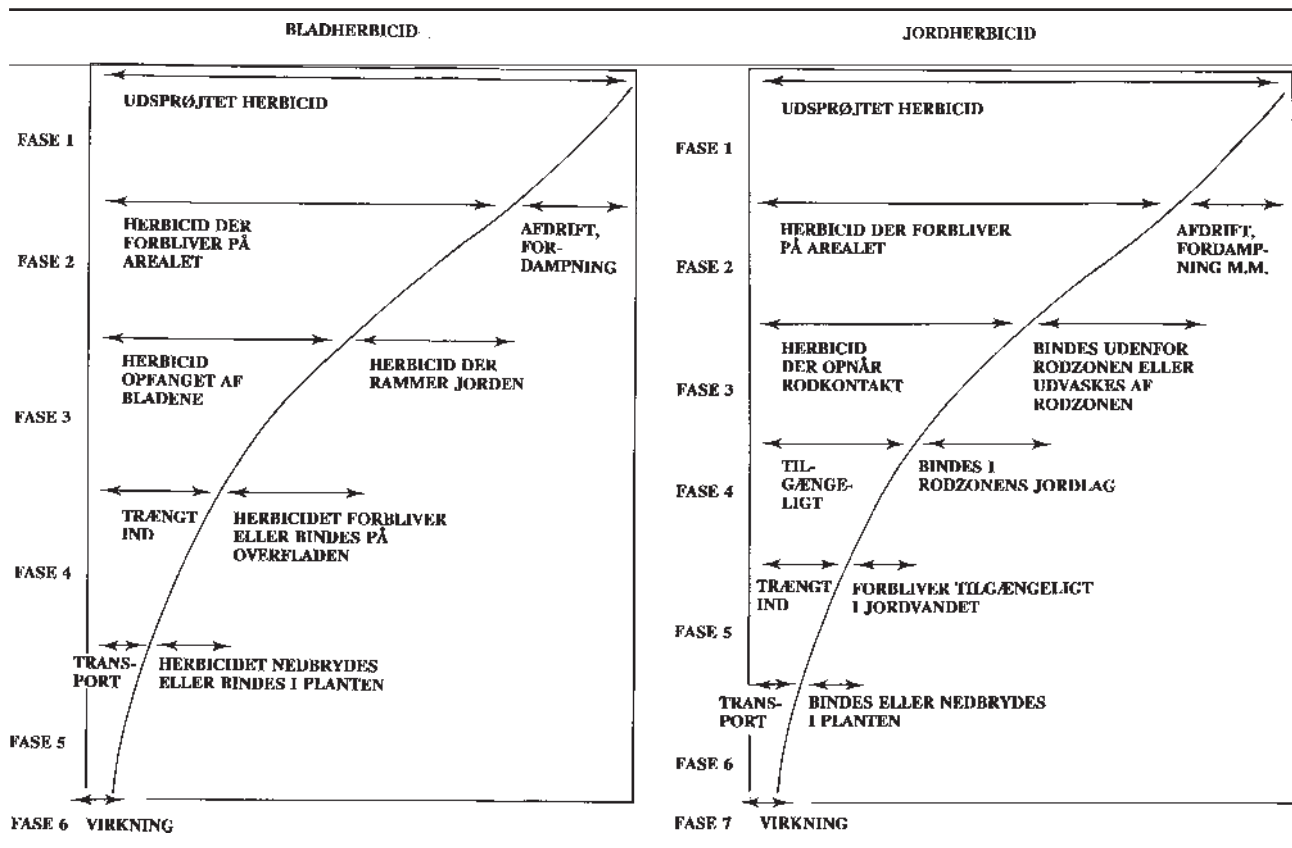 BLADHERBICID
UDSPRØJTET HERBICID
FASE 1
HERBICID DER
FORBLIVER PÅ
AREALET
AFDRIFT,
FOR-
DAMPNING
FASE 2
HERBICID
OPFANGET AF
BLADENE
HERBICID DER
RAMMER JORDEN
FASE 3
TRÆNGT
IND
HERBICIDET FORBLIVER
ELLER BINDES PÅ
OVERFLADEN
FASE 4
TRANS-
PORT
HERBICIDET NEDBRYDES
ELLER BINDES I PLANTEN
FASE 5
FASE 6 VIRKNING
JORDHERBICID
UDSPRØJTET HERBICID
FASE 1
HERBICID DER FORBLIVER
PÅ AREALET
AFDRIFT,
FORDAMP-
NING M.M.
FASE 2
HERBICID
DER OPNÅR
RODKONTAKT
BINDES UDENFOR
RODZONEN ELLER
UDVASKES AF
RODZONEN
FASE 3
TIL-
GÆNGE-
LIGT
BINDES I
RODZONENS JORDLAG
FASE 4
TRÆNGT
IND
FORBLIVER TILGÆNGELIGT
I JORDVANDET
FASE 5
TRANS-
PORT
BINDES ELLER NEDBRYDES
I PLANTEN
FASE 6
FASE 7 VIRKNING